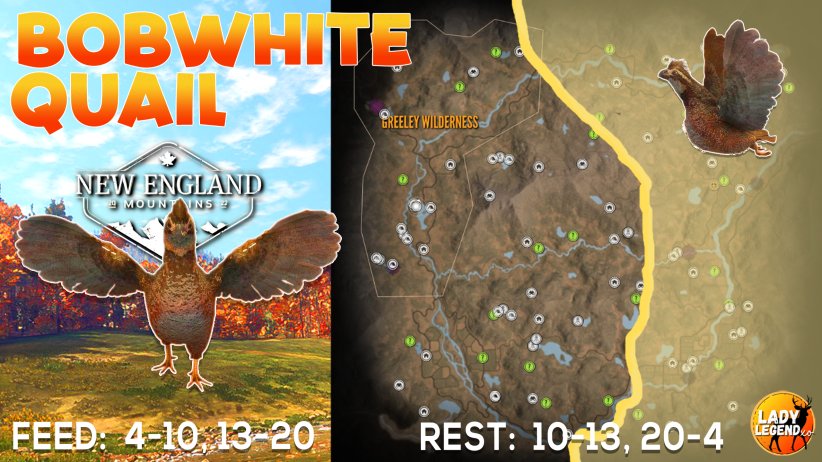 BOBWHITE
QUAIL
NEW ENGLAND
MOUNTAINS
GREELEY WILDERNESS
FEED: 4-10, 13-20
REST: 10-13, 20-4
LADY
LEGEND xo